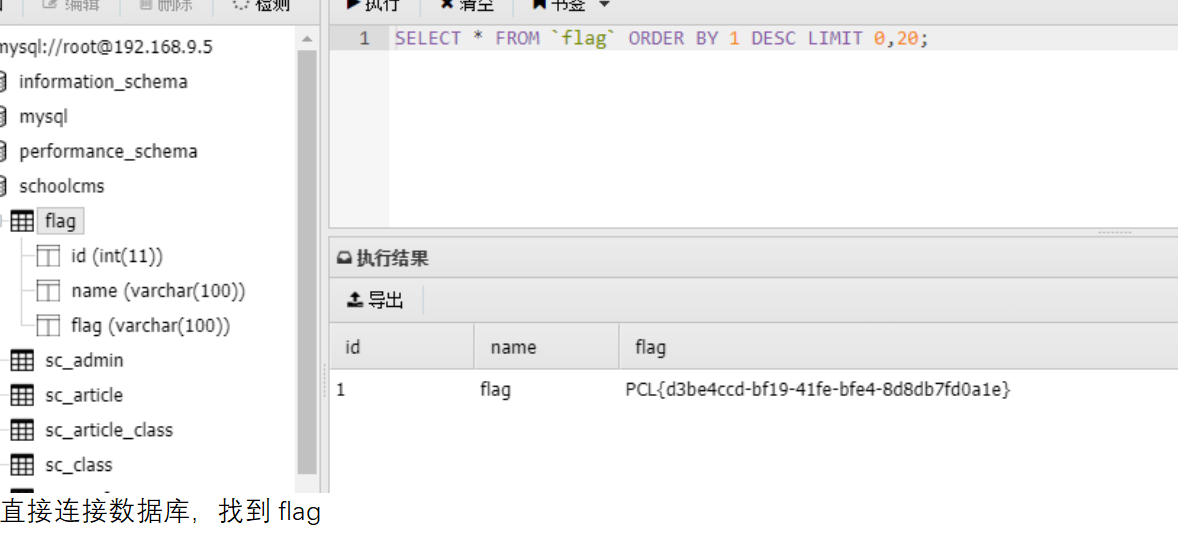 编辑 删除 检测
mysql://root@192.168.9.5
information_schema
mysql
performance_schema
schoolcms
flag
id (int(11))
name (varchar(100))
flag (varchar(100))
sc_admin
sc_article
sc_article_class
sc_class
执行 清空 书签
1 SELECT * FROM `flag` ORDER BY 1 DESC LIMIT 0,20;
执行结果
导出
id name flag
1 flag PCL{d3be4ccd-bf19-41fe-bfe4-8d8db7fd0a1e}
直接连接数据库，找到 flag